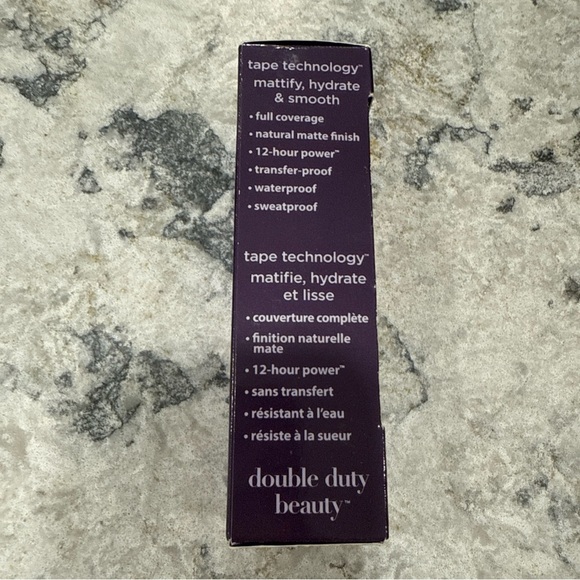 tape technology™
mattify, hydrate
& smooth
• full coverage
• natural matte finish
• 12-hour power™
• transfer-proof
• waterproof
• sweatproof
tape technology™
matifie, hydrate
et lisse
• couverture complète
• finition naturelle
mate
• 12-hour power™
• sans transfert
• résistant à l'eau
• résiste à la sueur
double duty
beauty™